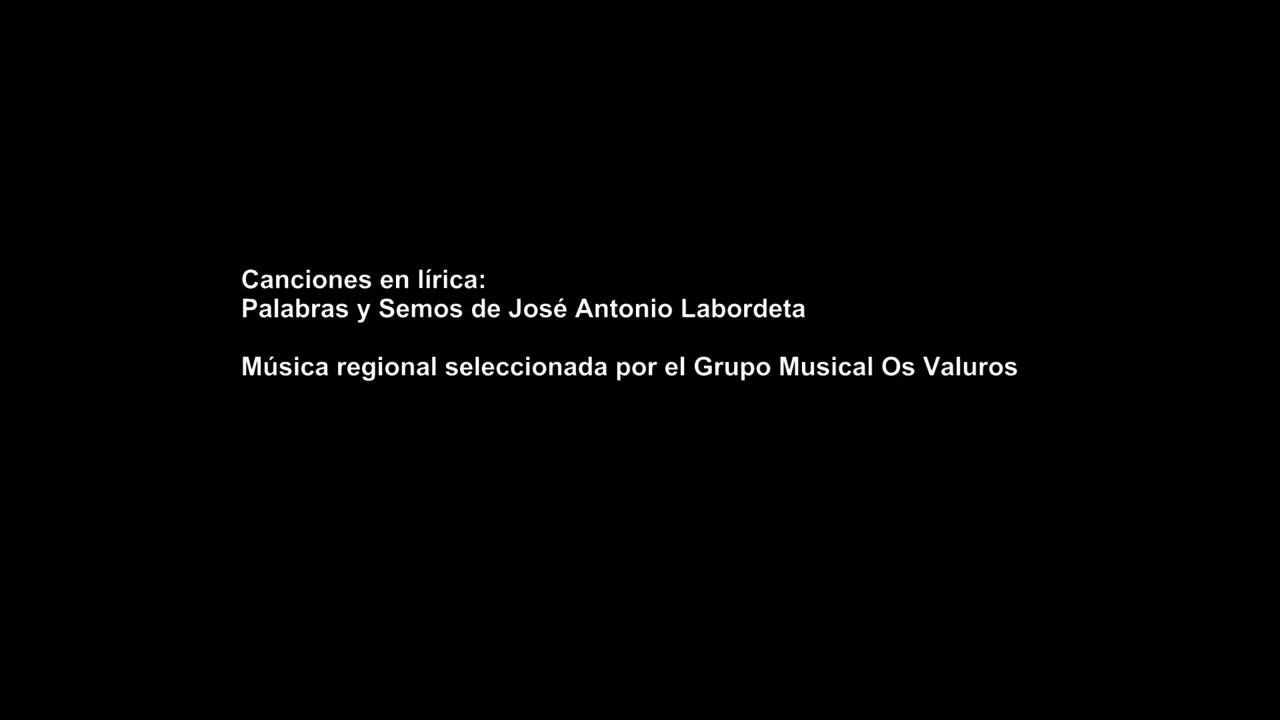 Canciones en lírica:
Palabras y Semos de José Antonio Labordeta
Música regional seleccionada por el Grupo Musical Os Valuros